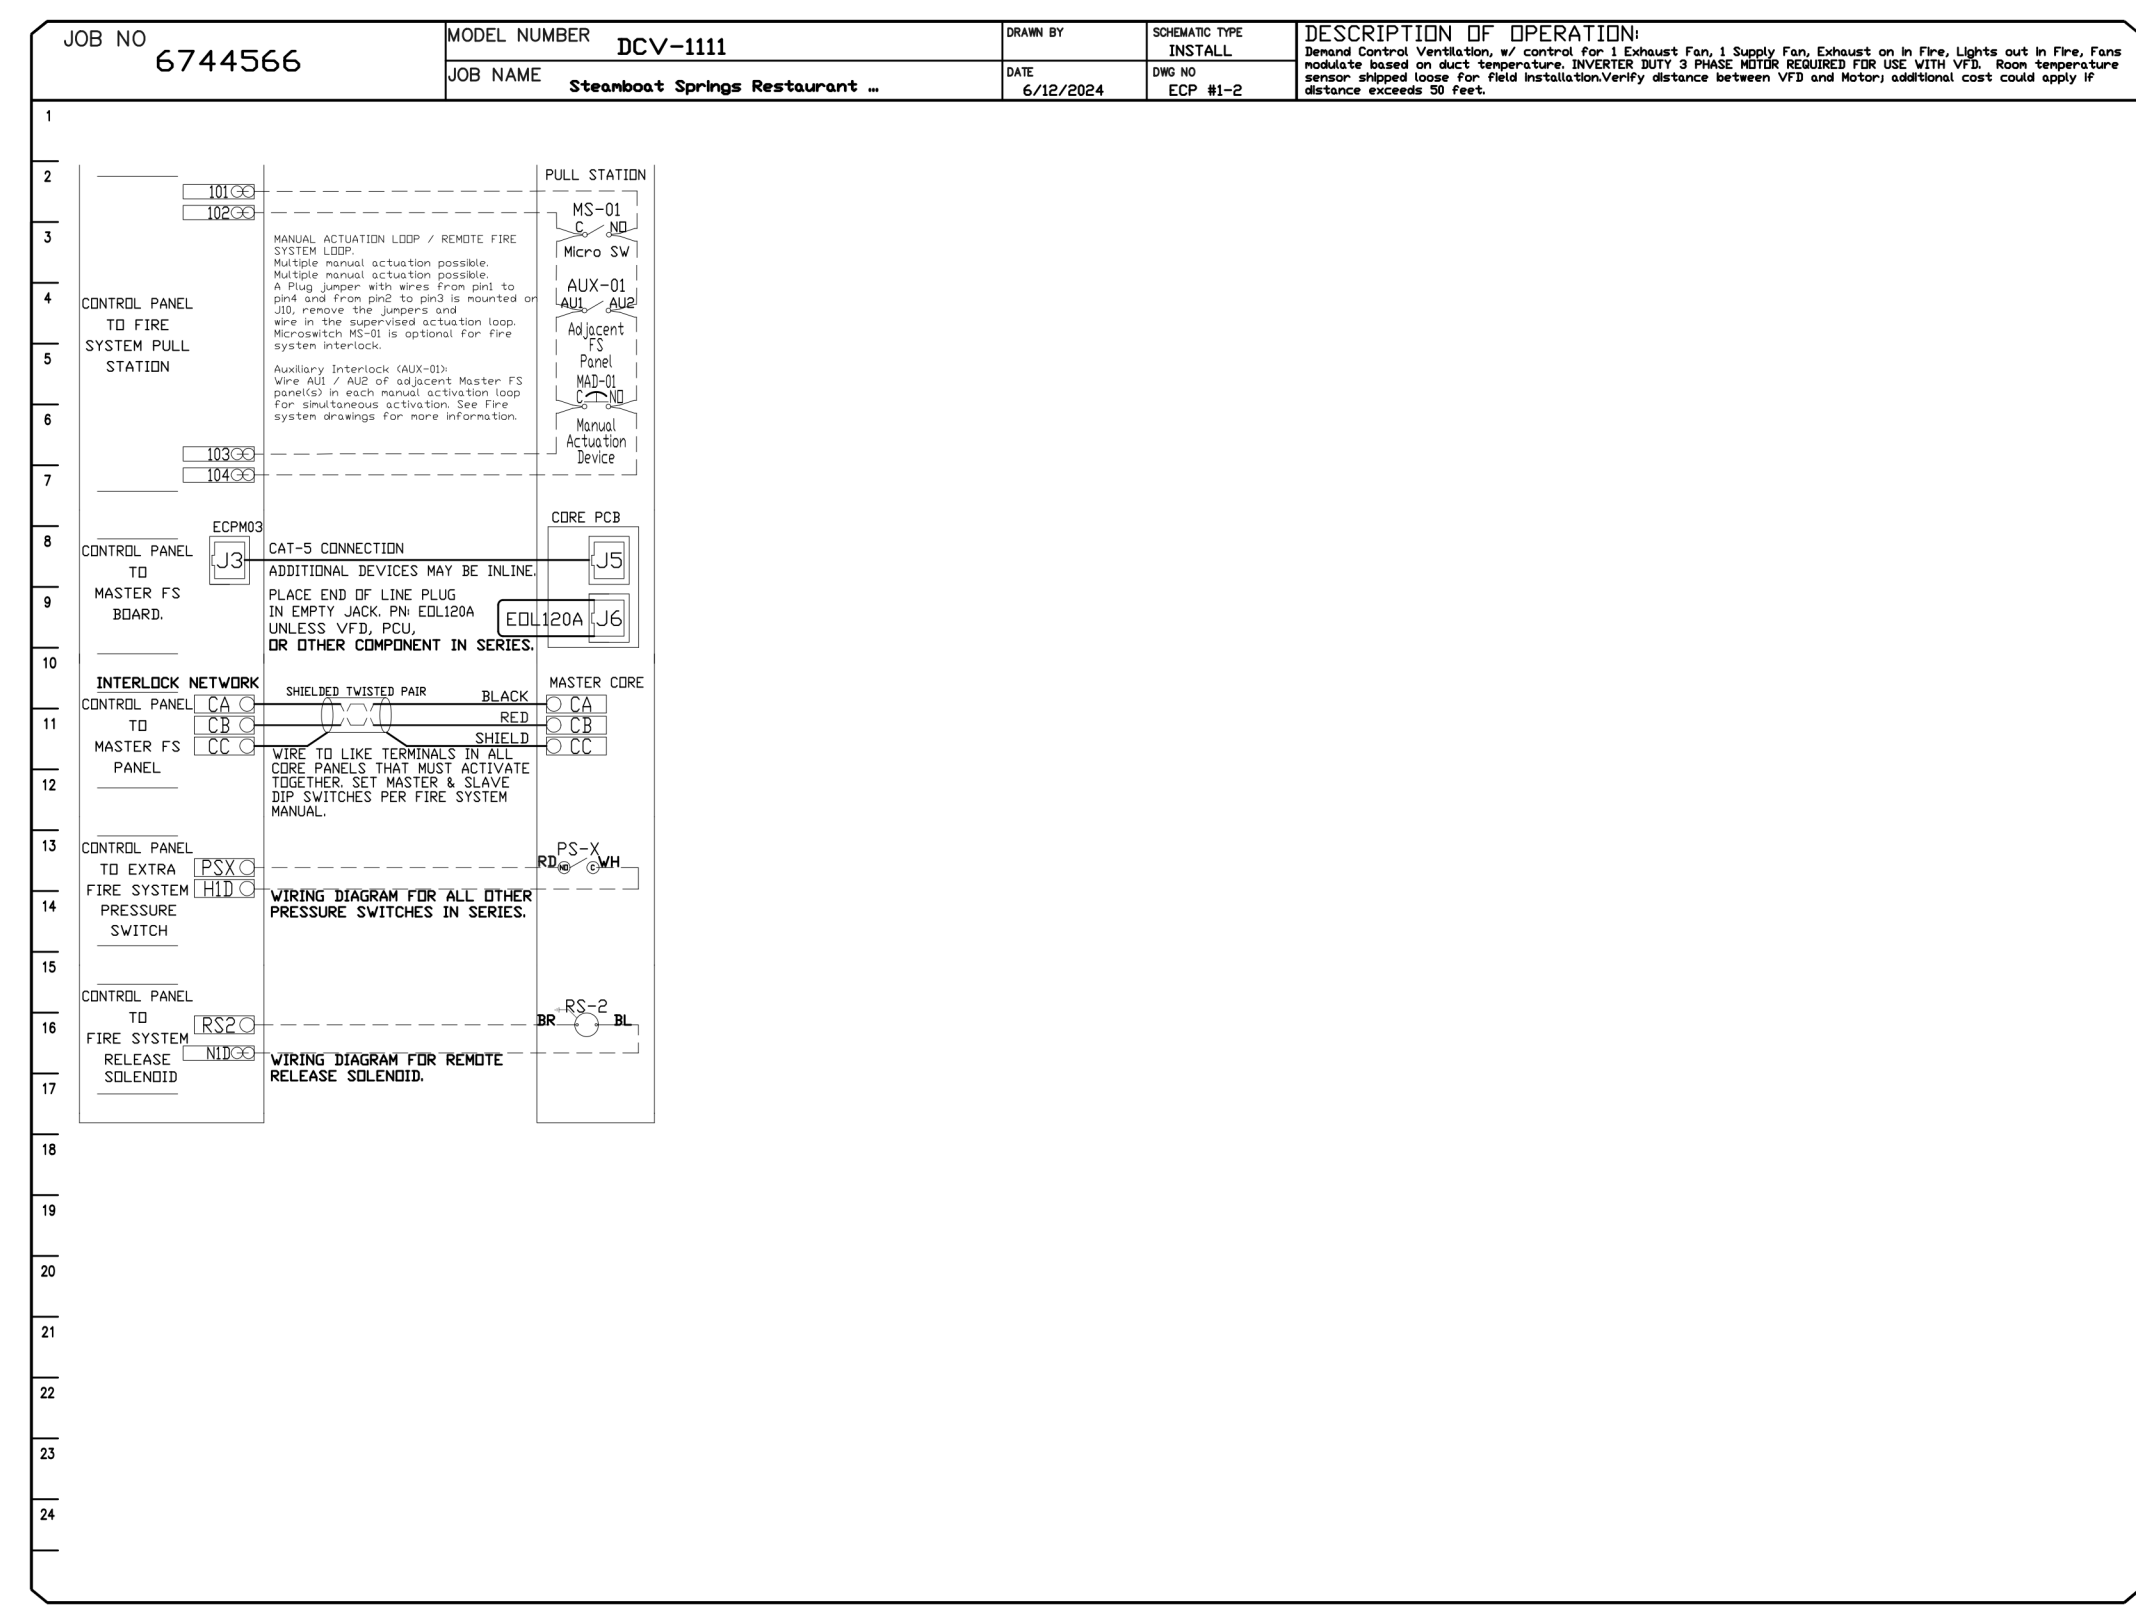 JOB NO
6744566
MODEL NUMBER
DCV-1111
JOB NAME
Steamboat Springs Restaurant ...
DRAWN BY
DATE
6/12/2024
SCHEMATIC TYPE
INSTALL
DWG NO
ECP #1-2
DESCRIPTION OF OPERATION:
Demand Control Ventilation, w/ control for 1 Exhaust Fan, 1 Supply Fan, Exhaust on in Fire, Lights out in Fire, Fans
modulate based on duct temperature. INVERTER DUTY 3 PHASE MOTOR REQUIRED FOR USE WITH VFD. Room temperature
sensor shipped loose for field installation.Verify distance between VFD and Motor; additional cost could apply if
distance exceeds 50 feet.
1
2
3
4
5
6
7
8
9
10
11
12
13
14
15
16
17
18
19
20
21
22
23
24
CONTROL PANEL
TO FIRE
SYSTEM PULL
STATION
101
102
103
104
MANUAL ACTUATION LOOP / REMOTE FIRE
SYSTEM LOOP.
Multiple manual actuation possible.
Multiple manual actuation possible.
A Plug jumper with wires from pin1 to
pin4 and from pin2 to pin3 is mounted on
J10, remove the jumpers and
wire in the supervised actuation loop.
Microswitch MS-01 is optional for fire
system interlock.
Auxiliary Interlock (AUX-01):
Wire AU1 / AU2 of adjacent Master FS
panel(s) in each manual activation loop
for simultaneous activation. See Fire
system drawings for more information.
PULL STATION
MS-01
C NO
Micro SW
AUX-01
AU1 AU2
Adjacent
FS
Panel
MAD-01
C NO
Manual
Actuation
Device
CONTROL PANEL
TO
MASTER FS
BOARD.
ECPM03
J3
CAT-5 CONNECTION
ADDITIONAL DEVICES MAY BE INLINE.
PLACE END OF LINE PLUG
IN EMPTY JACK. PN: EOL120A
UNLESS VFD, PCU,
OR OTHER COMPONENT IN SERIES.
CORE PCB
J5
EOL120A
J6
INTERLOCK NETWORK
CONTROL PANEL
TO
MASTER FS
PANEL
CA
CB
CC
SHIELDED TWISTED PAIR
BLACK
RED
SHIELD
WIRE TO LIKE TERMINALS IN ALL
CORE PANELS THAT MUST ACTIVATE
TOGETHER. SET MASTER & SLAVE
DIP SWITCHES PER FIRE SYSTEM
MANUAL.
MASTER CORE
CA
CB
CC
CONTROL PANEL
TO EXTRA
FIRE SYSTEM
PRESSURE
SWITCH
PSX
H1D
WIRING DIAGRAM FOR ALL OTHER
PRESSURE SWITCHES IN SERIES.
PS-X
RD NO C WH
CONTROL PANEL
TO
FIRE SYSTEM
RELEASE
SOLENOID
RS2
N1D
WIRING DIAGRAM FOR REMOTE
RELEASE SOLENOID.
RS-2
BR BL